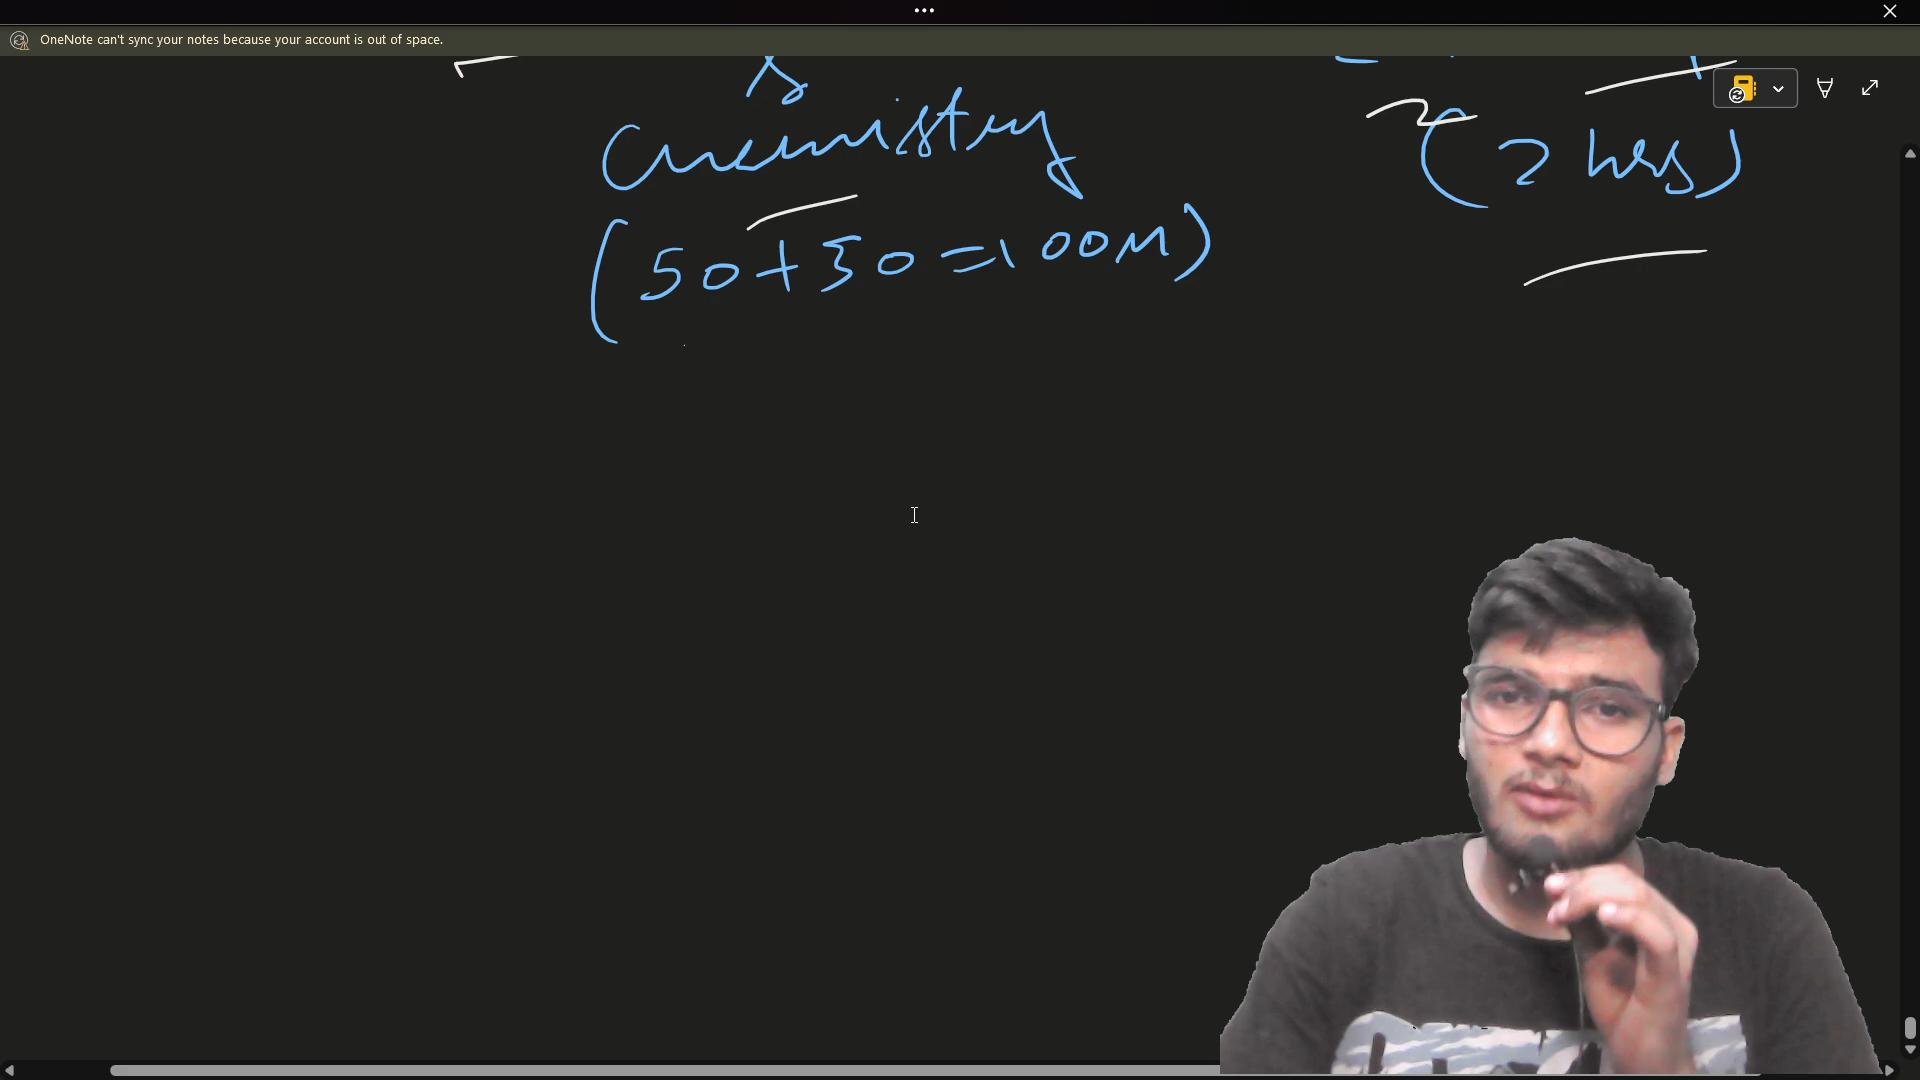 OneNote can't sync your notes because your account is out of space.
Chemistry
(2 hrs)
(50+50=100M)